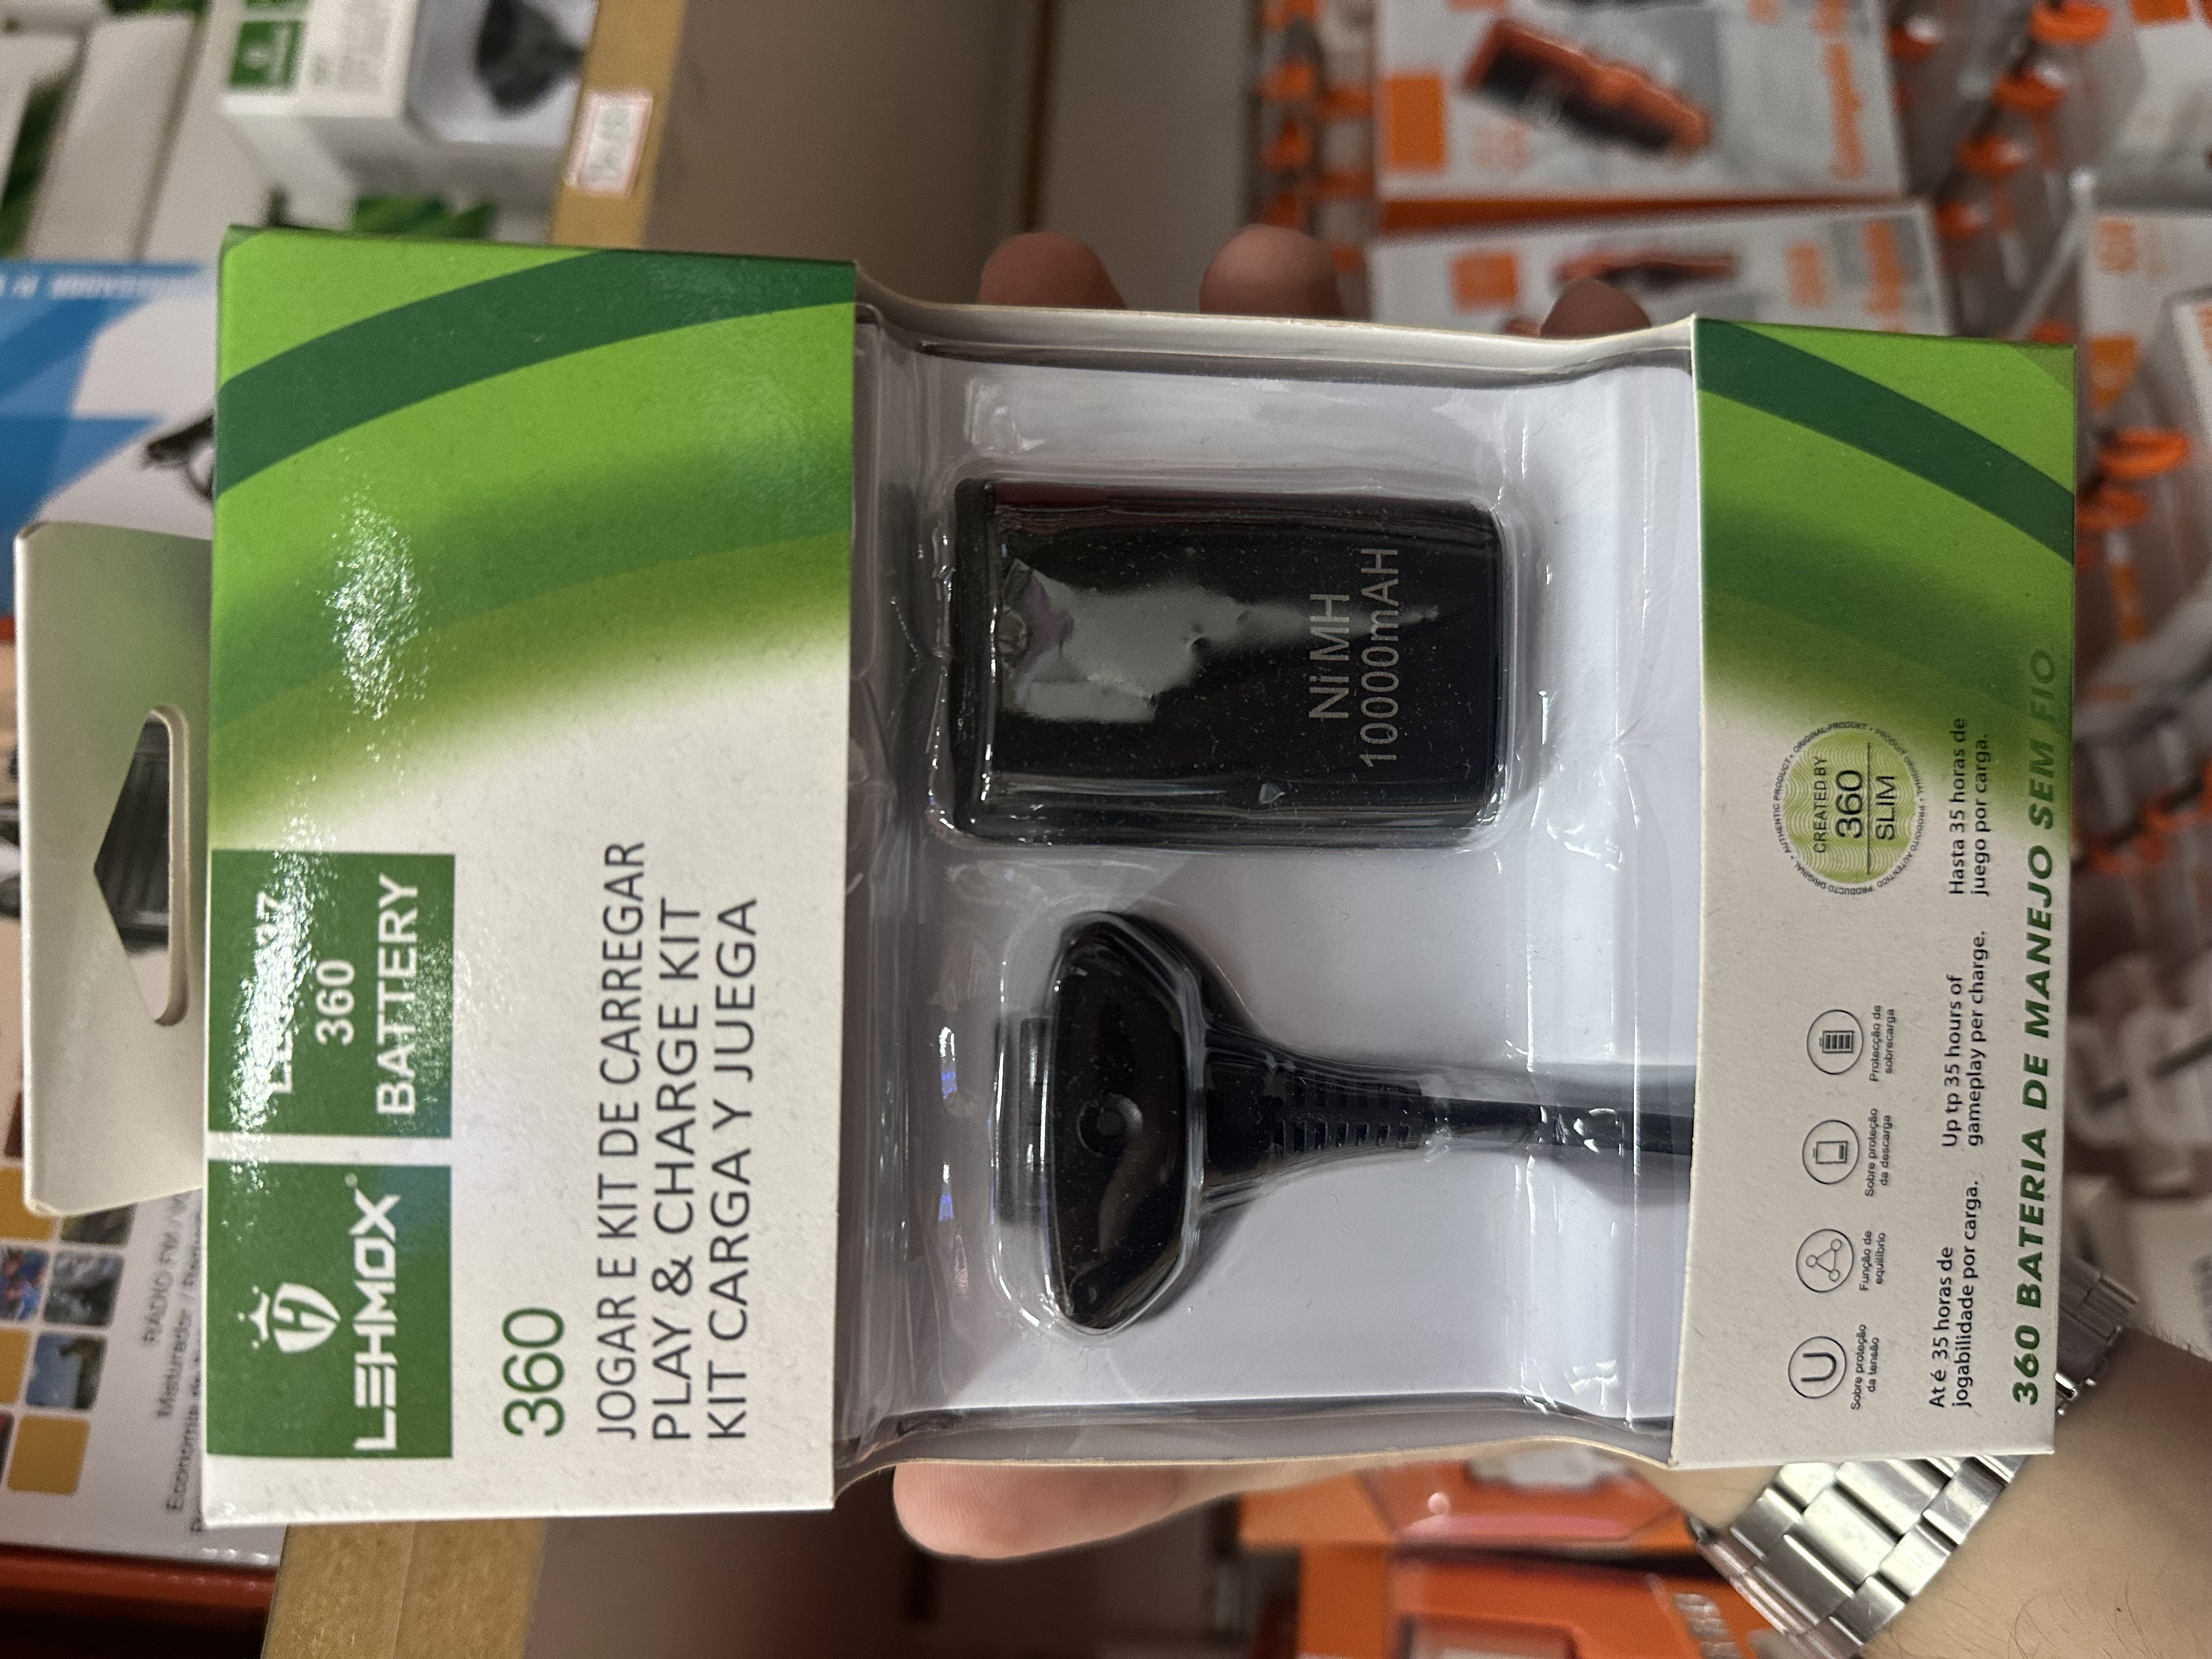 LEHMOX
360
BATTERY
360
JOGAR E KIT DE CARREGAR
PLAY & CHARGE KIT
KIT CARGA Y JUEGA
Ni MH
10000mAH
CREATED BY
360
SLIM
Sobre proteção
da tensão
Função de
equilíbrio
Sobre proteção
da descarga
Protecção de
sobrecarga
Até 35 horas de
jogabilidade por carga.
Up tp 35 hours of
gameplay per charge.
Hasta 35 horas de
juego por carga.
360 BATERIA DE MANEJO SEM FIO
RADIO FM
Misturador